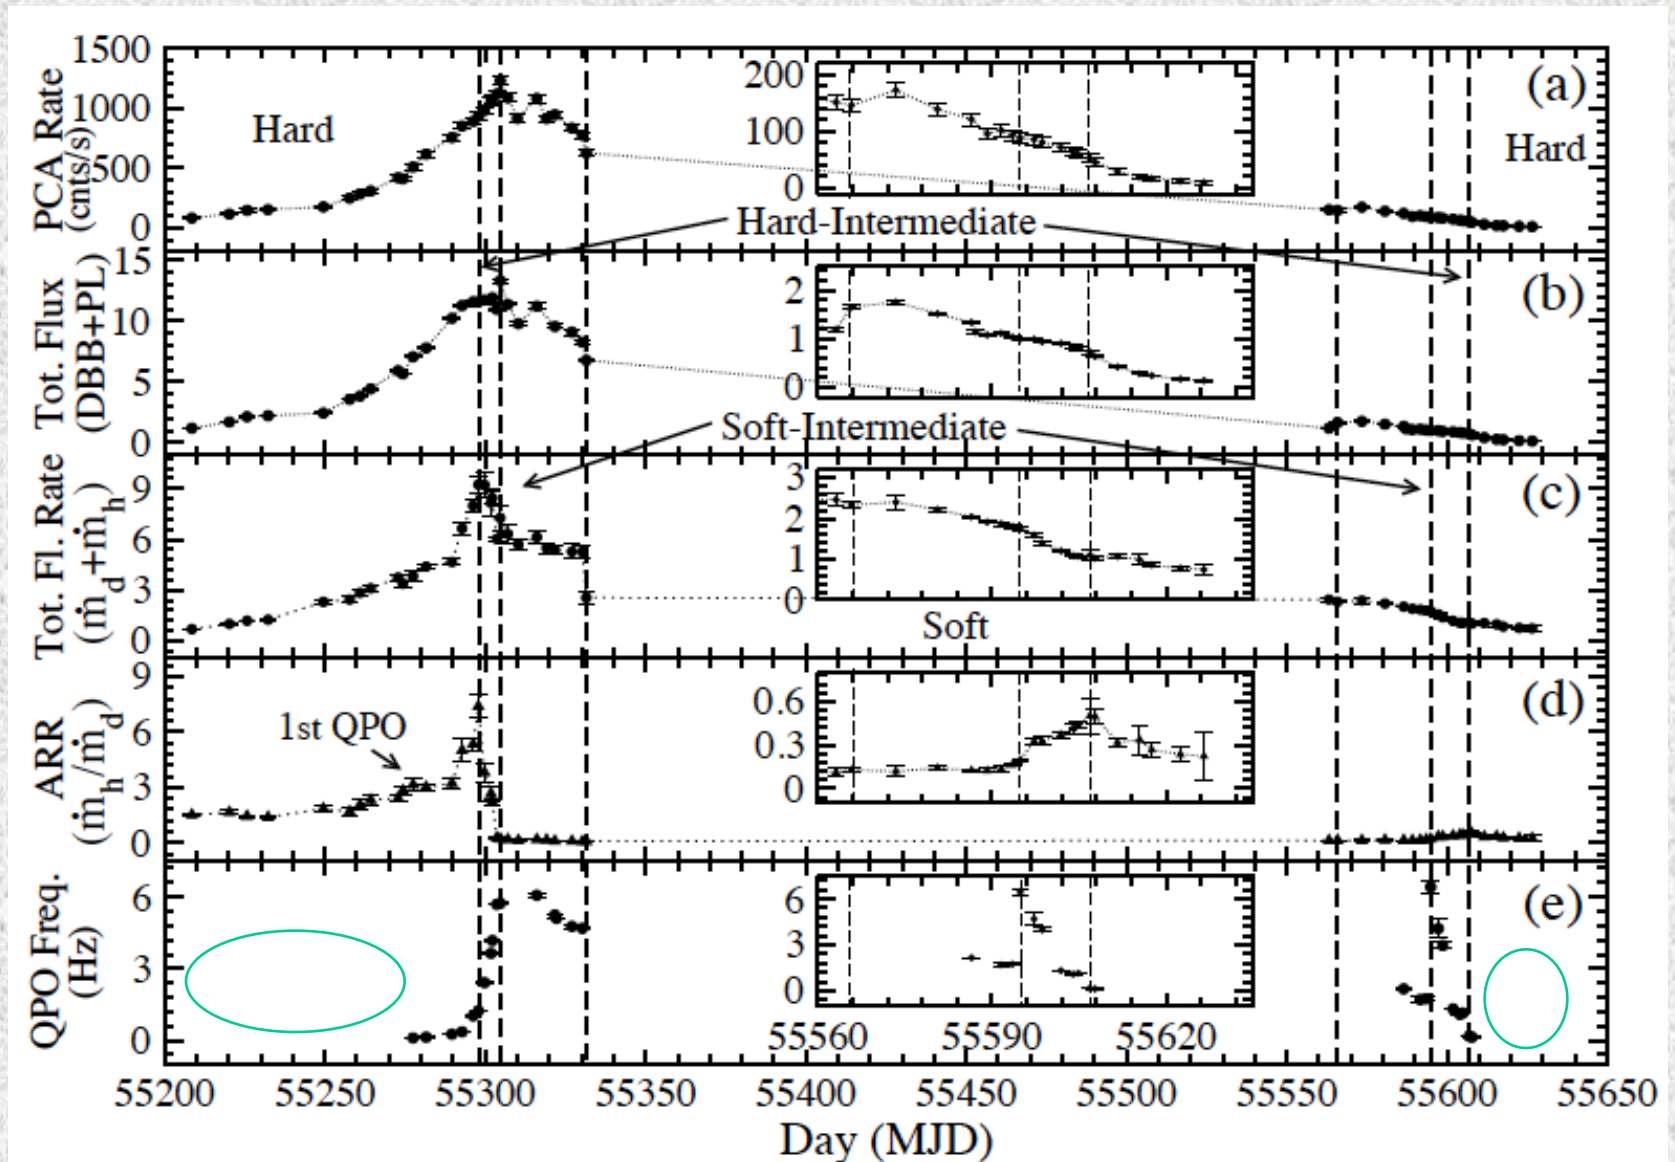 1500
1000
500
0
PCA Rate
(cnts/s)
Hard
200
100
0
(a)
Hard
Hard-Intermediate
15
10
5
0
Tot. Flux
(DBB+PL)
2
1
0
(b)
Soft-Intermediate
9
6
3
0
Tot. Fl. Rate
(ṁd+ṁh)
3
2
1
0
(c)
Soft
9
6
3
0
ARR
(ṁh/ṁd)
1st QPO
0.6
0.3
0
(d)
6
3
0
QPO Freq.
(Hz)
6
3
0
(e)
55560 55590 55620
55200 55250 55300 55350 55400 55450 55500 55550 55600 55650
Day (MJD)